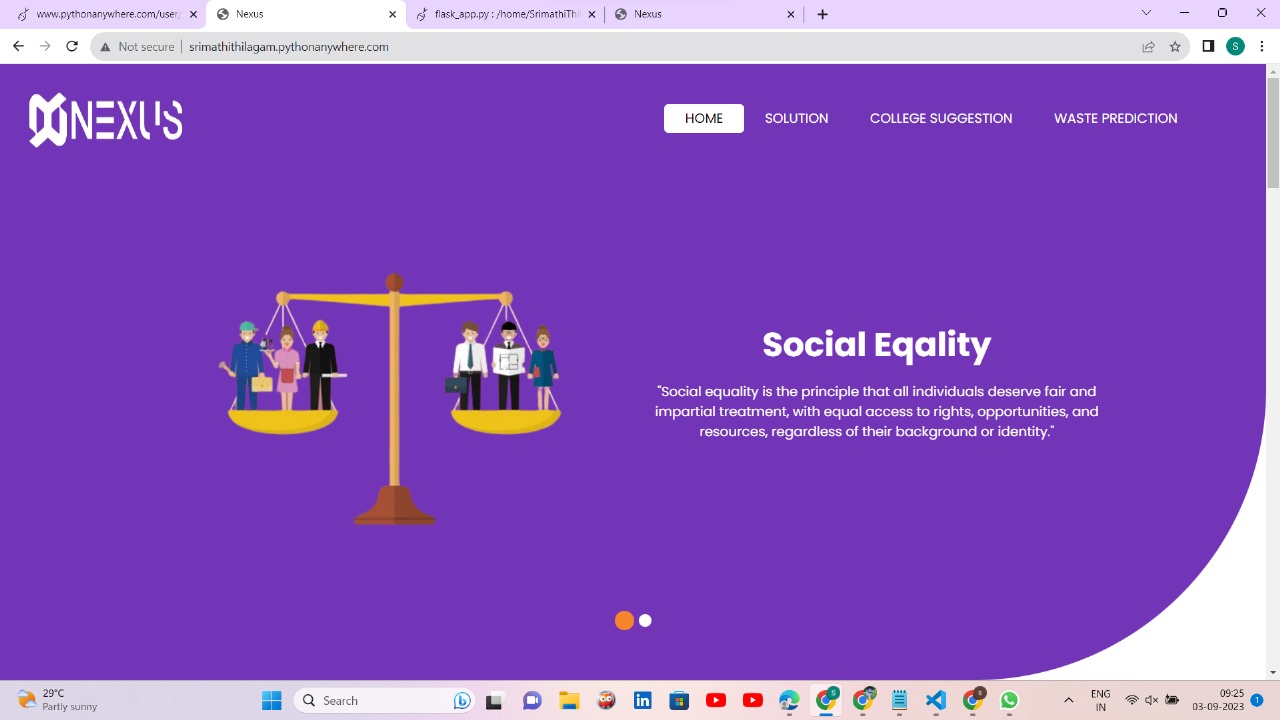 www.pythonanywhere.com/user/
Nexus
flask_app.py : /home/SrimathiThi
Nexus
Not secure
srimathithilagam.pythonanywhere.com
S
NEXUS
HOME
SOLUTION
COLLEGE SUGGESTION
WASTE PREDICTION
Social Eqality
"Social equality is the principle that all individuals deserve fair and
impartial treatment, with equal access to rights, opportunities, and
resources, regardless of their background or identity."
29°C
Partly sunny
Search
ENG
IN
09:25
03-09-2023
1